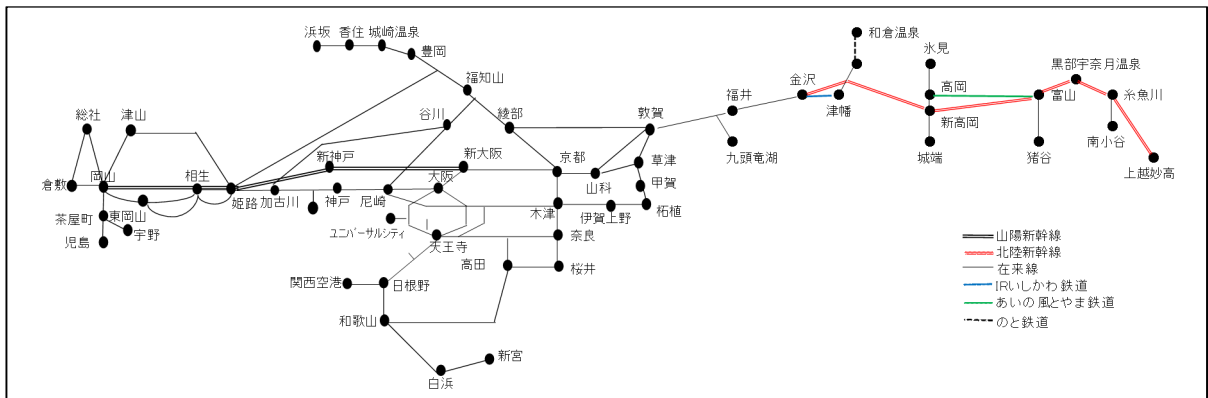 浜坂 香住 城崎温泉
豊岡
福知山
和倉温泉
氷見
黒部宇奈月温泉
金沢
高岡
富山
糸魚川
福井
津幡
新高岡
南小谷
総社
津山
谷川
綾部
敦賀
九頭竜湖
城端
猪谷
上越妙高
新神戸
新大阪
京都
草津
倉敷
岡山
相生
山科
甲賀
姫路 加古川
神戸
尼崎
大阪
木津
伊賀上野
柘植
茶屋町
東岡山
宇野
児島
ユニバーサルシティ
天王寺
奈良
高田
桜井
関西空港
日根野
和歌山
新宮
白浜
山陽新幹線
北陸新幹線
在来線
IRいしかわ鉄道
あいの風とやま鉄道
のと鉄道